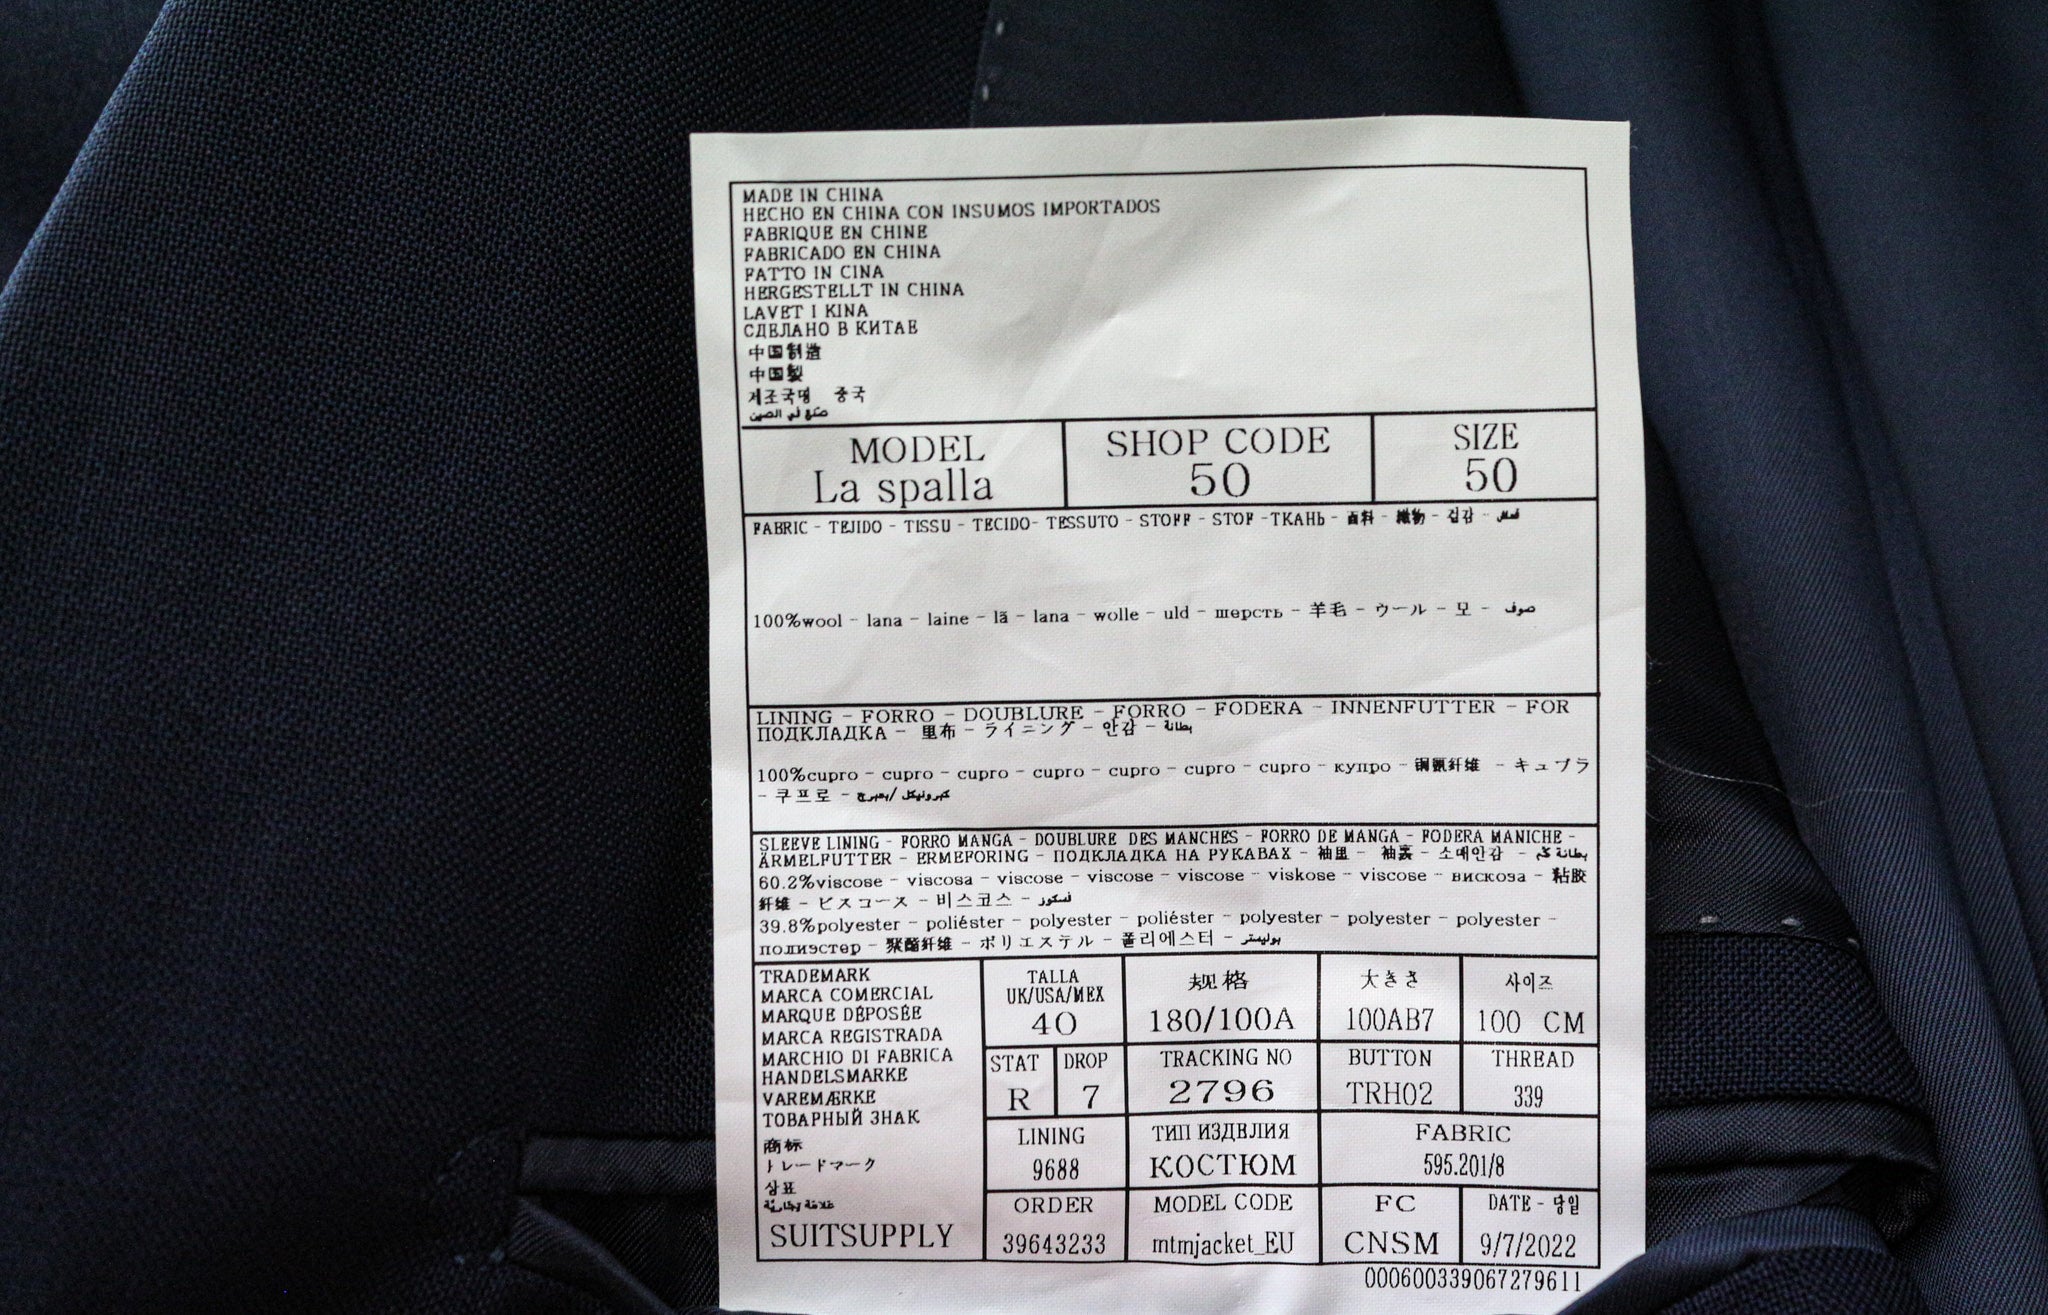 MADE IN CHINA
HECHO EN CHINA CON INSUMOS IMPORTADOS
FABRIQUE EN CHINE
FABRICADO EN CHINA
FATTO IN CINA
HERGESTELLT IN CHINA
LAVET I KINA
СДЕЛАНО В КИТАЕ
中国制造
中国製
제조국명 중국
صنع في الصين
MODEL
La spalla
SHOP CODE
50
SIZE
50
FABRIC - TEJIDO - TISSU - TECIDO- TESSUTO - STOFF - STOF -ТКАНЬ - 面料 - 織物 - 겉감 - قماش
100%wool - lana - laine - lã - lana - wolle - uld - шерсть - 羊毛 - ウール - 모 - صوف
LINING - FORRO - DOUBLURE - FORRO - FODERA - INNENFUTTER - FOR
ПОДКЛАДКА - 里布 - ライニング - 안감 - بطانة
100%cupro - cupro - cupro - cupro - cupro - cupro - cupro - купро - 铜氨纤维 - キュプラ
- 쿠프로 -
SLEEVE LINING - FORRO MANGA - DOUBLURE DES MANCHES - FORRO DE MANGA - FODERA MANICHE -
ÄRMELFUTTER - ERMEFORING - ПОДКЛАДКА НА РУКАВАХ - 袖里 - 袖裏 - 소매안감 - بطانة كم
60.2%viscose - viscosa - viscose - viscose - viscose - viskose - viscose - вискоза - 粘胶
纤维 - ビスコース - 비스코스 - فسكوز
39.8%polyester - poliéster - polyester - poliéster - polyester - polyester - polyester -
полиэстер - 聚酯纤维 - ポリエステル - 폴리에스터 - بوليستر
TRADEMARK
MARCA COMERCIAL
MARQUE DÉPOSÉE
MARCA REGISTRADA
MARCHIO DI FABRICA
HANDELSMARKE
VAREMÆRKE
ТОВАРНЫЙ ЗНАК
商标
トレードマーク
상표
علامة تجارية
SUITSUPPLY
TALLA
UK/USA/MEX
40
规格
180/100A
大きさ
100AB7
사이즈
100 CM
STAT
R
DROP
7
TRACKING NO
2796
BUTTON
TRH02
THREAD
339
LINING
9688
ТИП ИЗДЕЛИЯ
КОСТЮМ
FABRIC
595.201/8
ORDER
39643233
MODEL CODE
mtmjacket_EU
FC
CNSM
DATE -
9/7/2022
000600339067279611